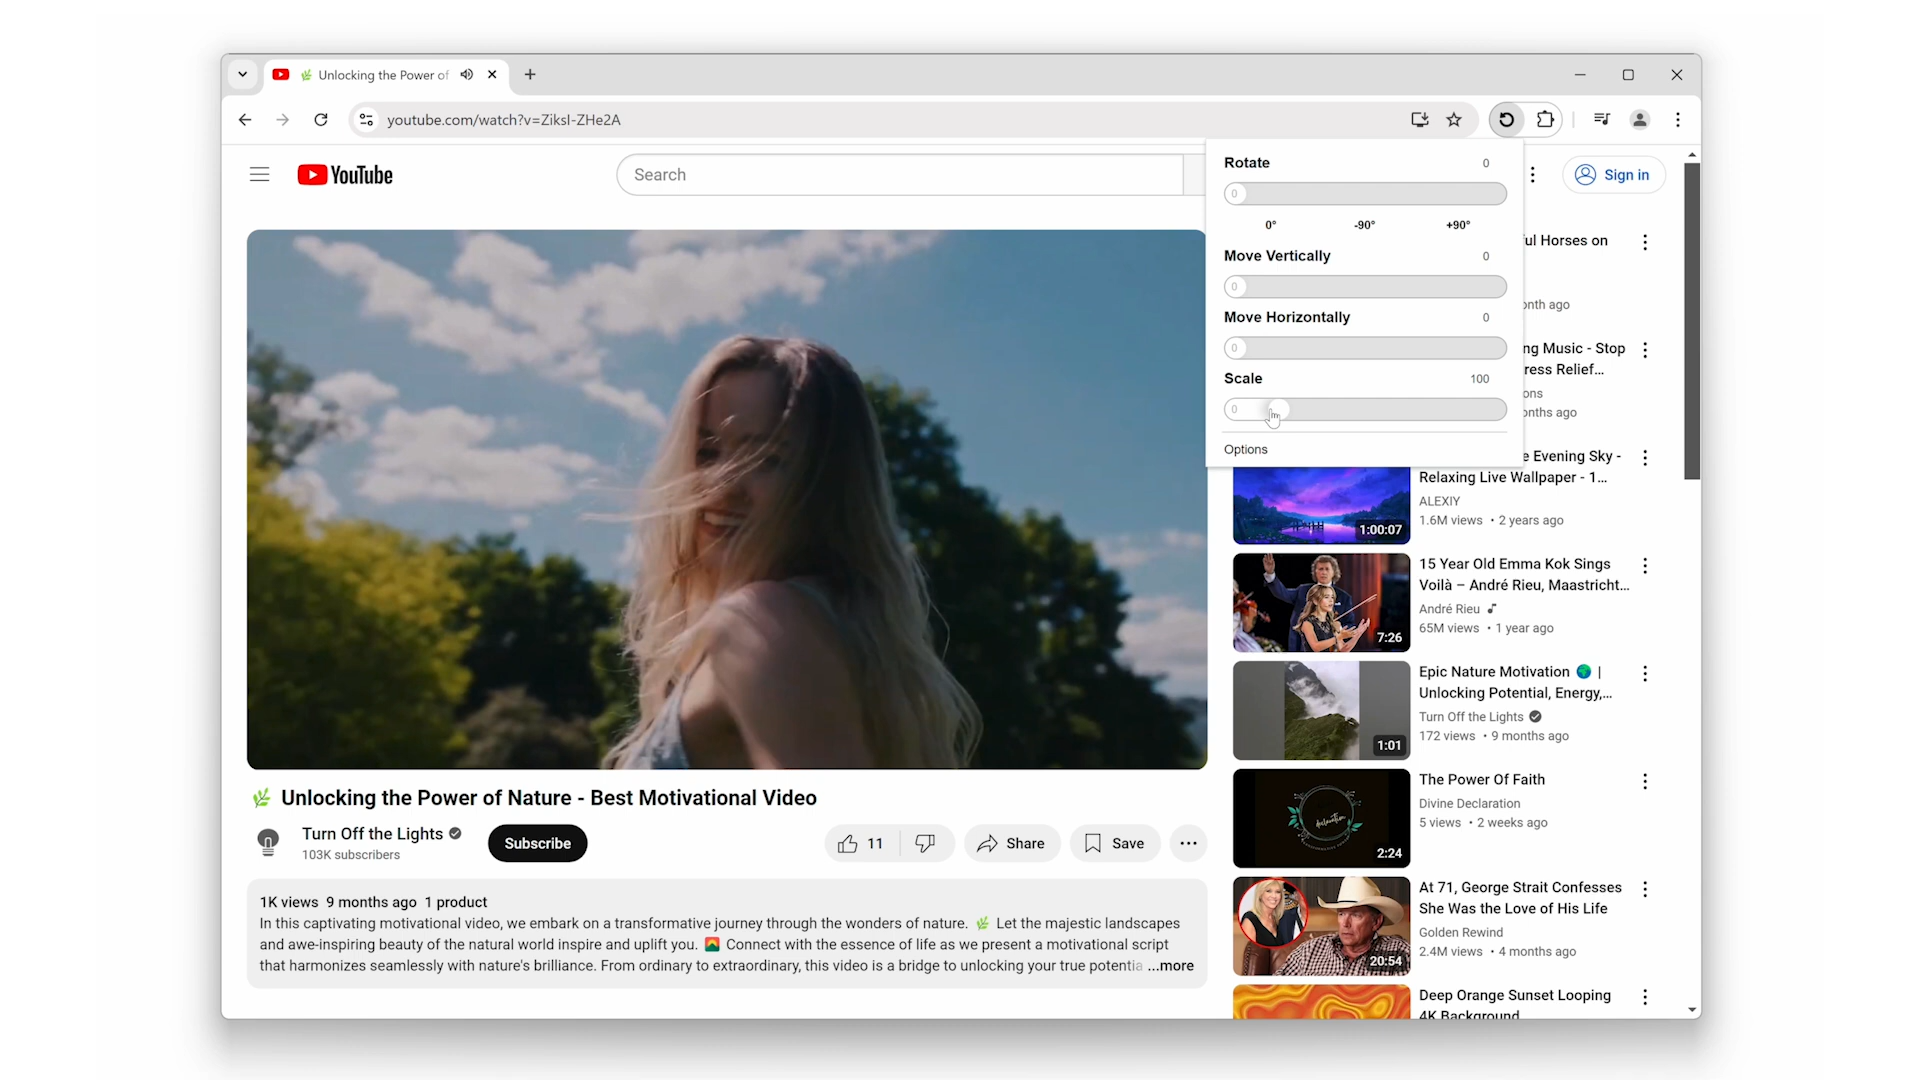 Unlocking the Power of
youtube.com/watch?v=ZiksI-ZHe2A
YouTube
Search
Sign in
Rotate 0
0
0° -90° +90°
Move Vertically 0
0
Move Horizontally 0
0
Scale 100
0
Options
ul Horses on
nth ago
ng Music - Stop
ress Relief...
ons
onths ago
e Evening Sky -
Relaxing Live Wallpaper - 1...
ALEXIY
1.6M views • 2 years ago
1:00:07
15 Year Old Emma Kok Sings
Voilà – André Rieu, Maastricht...
André Rieu
65M views • 1 year ago
7:26
Epic Nature Motivation 🌍 |
Unlocking Potential, Energy,...
Turn Off the Lights
172 views • 9 months ago
1:01
The Power Of Faith
Divine Declaration
5 views • 2 weeks ago
2:24
At 71, George Strait Confesses
She Was the Love of His Life
Golden Rewind
2.4M views • 4 months ago
20:54
Deep Orange Sunset Looping
4K Background
🌿 Unlocking the Power of Nature - Best Motivational Video
Turn Off the Lights
103K subscribers
Subscribe
11
Share
Save
1K views 9 months ago 1 product
In this captivating motivational video, we embark on a transformative journey through the wonders of nature. 🌿 Let the majestic landscapes
and awe-inspiring beauty of the natural world inspire and uplift you. 🌄 Connect with the essence of life as we present a motivational script
that harmonizes seamlessly with nature's brilliance. From ordinary to extraordinary, this video is a bridge to unlocking your true potentia ...more